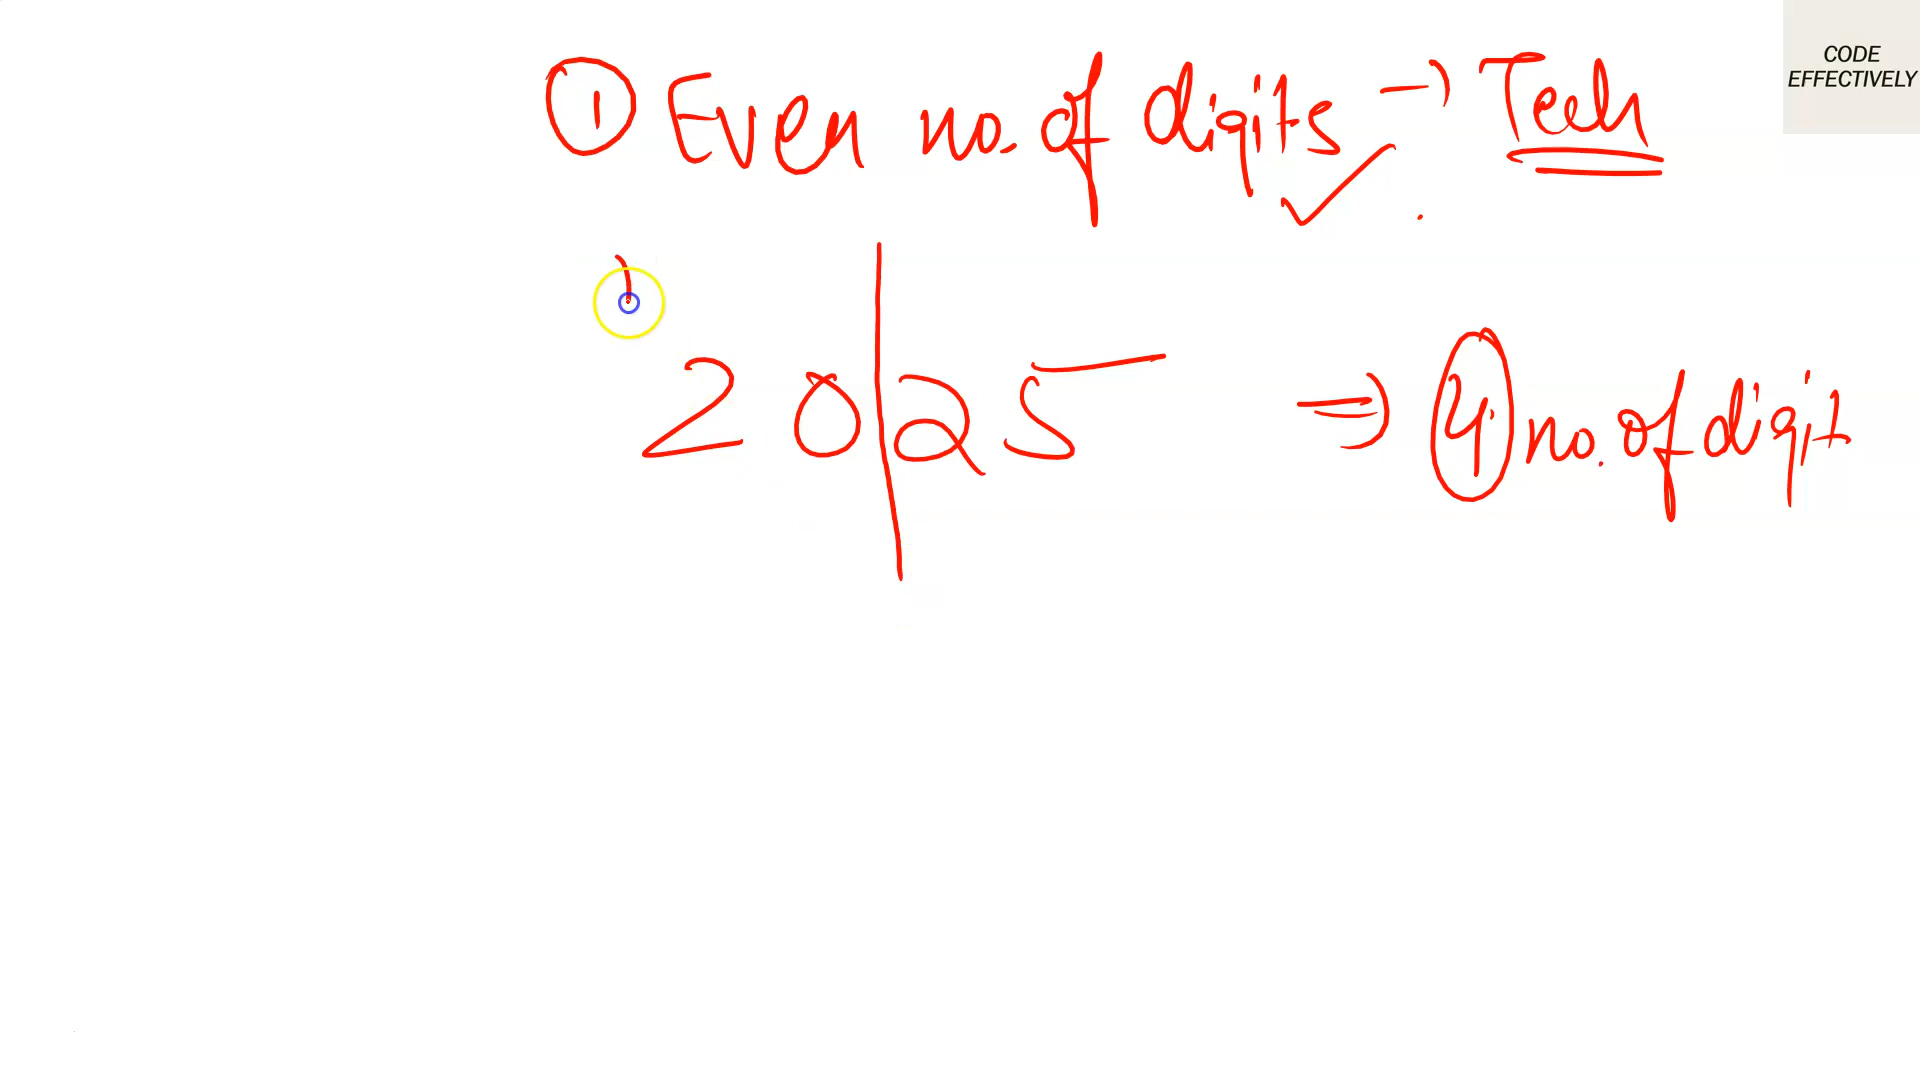 ① Even no. of digits → Tech
CODE
EFFECTIVELY
2025 ⇒ 4 no. of digit